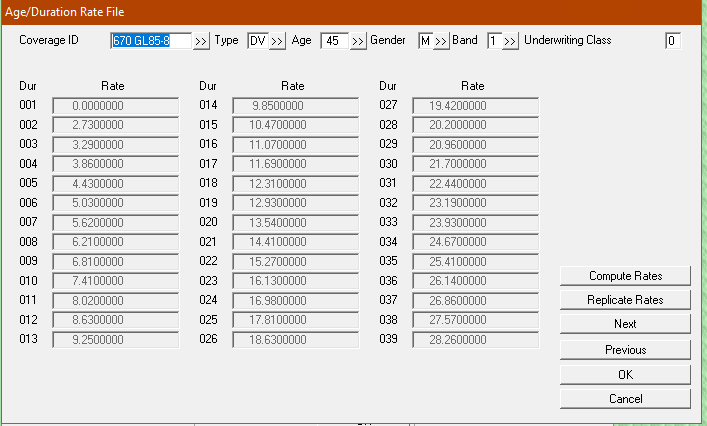 Age/Duration Rate File
Coverage ID 670 GL85-8 >> Type DV >> Age 45 >> Gender M >> Band 1 >> Underwriting Class 0
Dur Rate Dur Rate Dur Rate
001 0.0000000 014 9.8500000 027 19.4200000
002 2.7300000 015 10.4700000 028 20.2000000
003 3.2900000 016 11.0700000 029 20.9600000
004 3.8600000 017 11.6900000 030 21.7000000
005 4.4300000 018 12.3100000 031 22.4400000
006 5.0300000 019 12.9300000 032 23.1900000
007 5.6200000 020 13.5400000 033 23.9300000
008 6.2100000 021 14.4100000 034 24.6700000
009 6.8100000 022 15.2700000 035 25.4100000
010 7.4100000 023 16.1300000 036 26.1400000
011 8.0200000 024 16.9800000 037 26.8600000
012 8.6300000 025 17.8100000 038 27.5700000
013 9.2500000 026 18.6300000 039 28.2600000
Compute Rates
Replicate Rates
Next
Previous
OK
Cancel